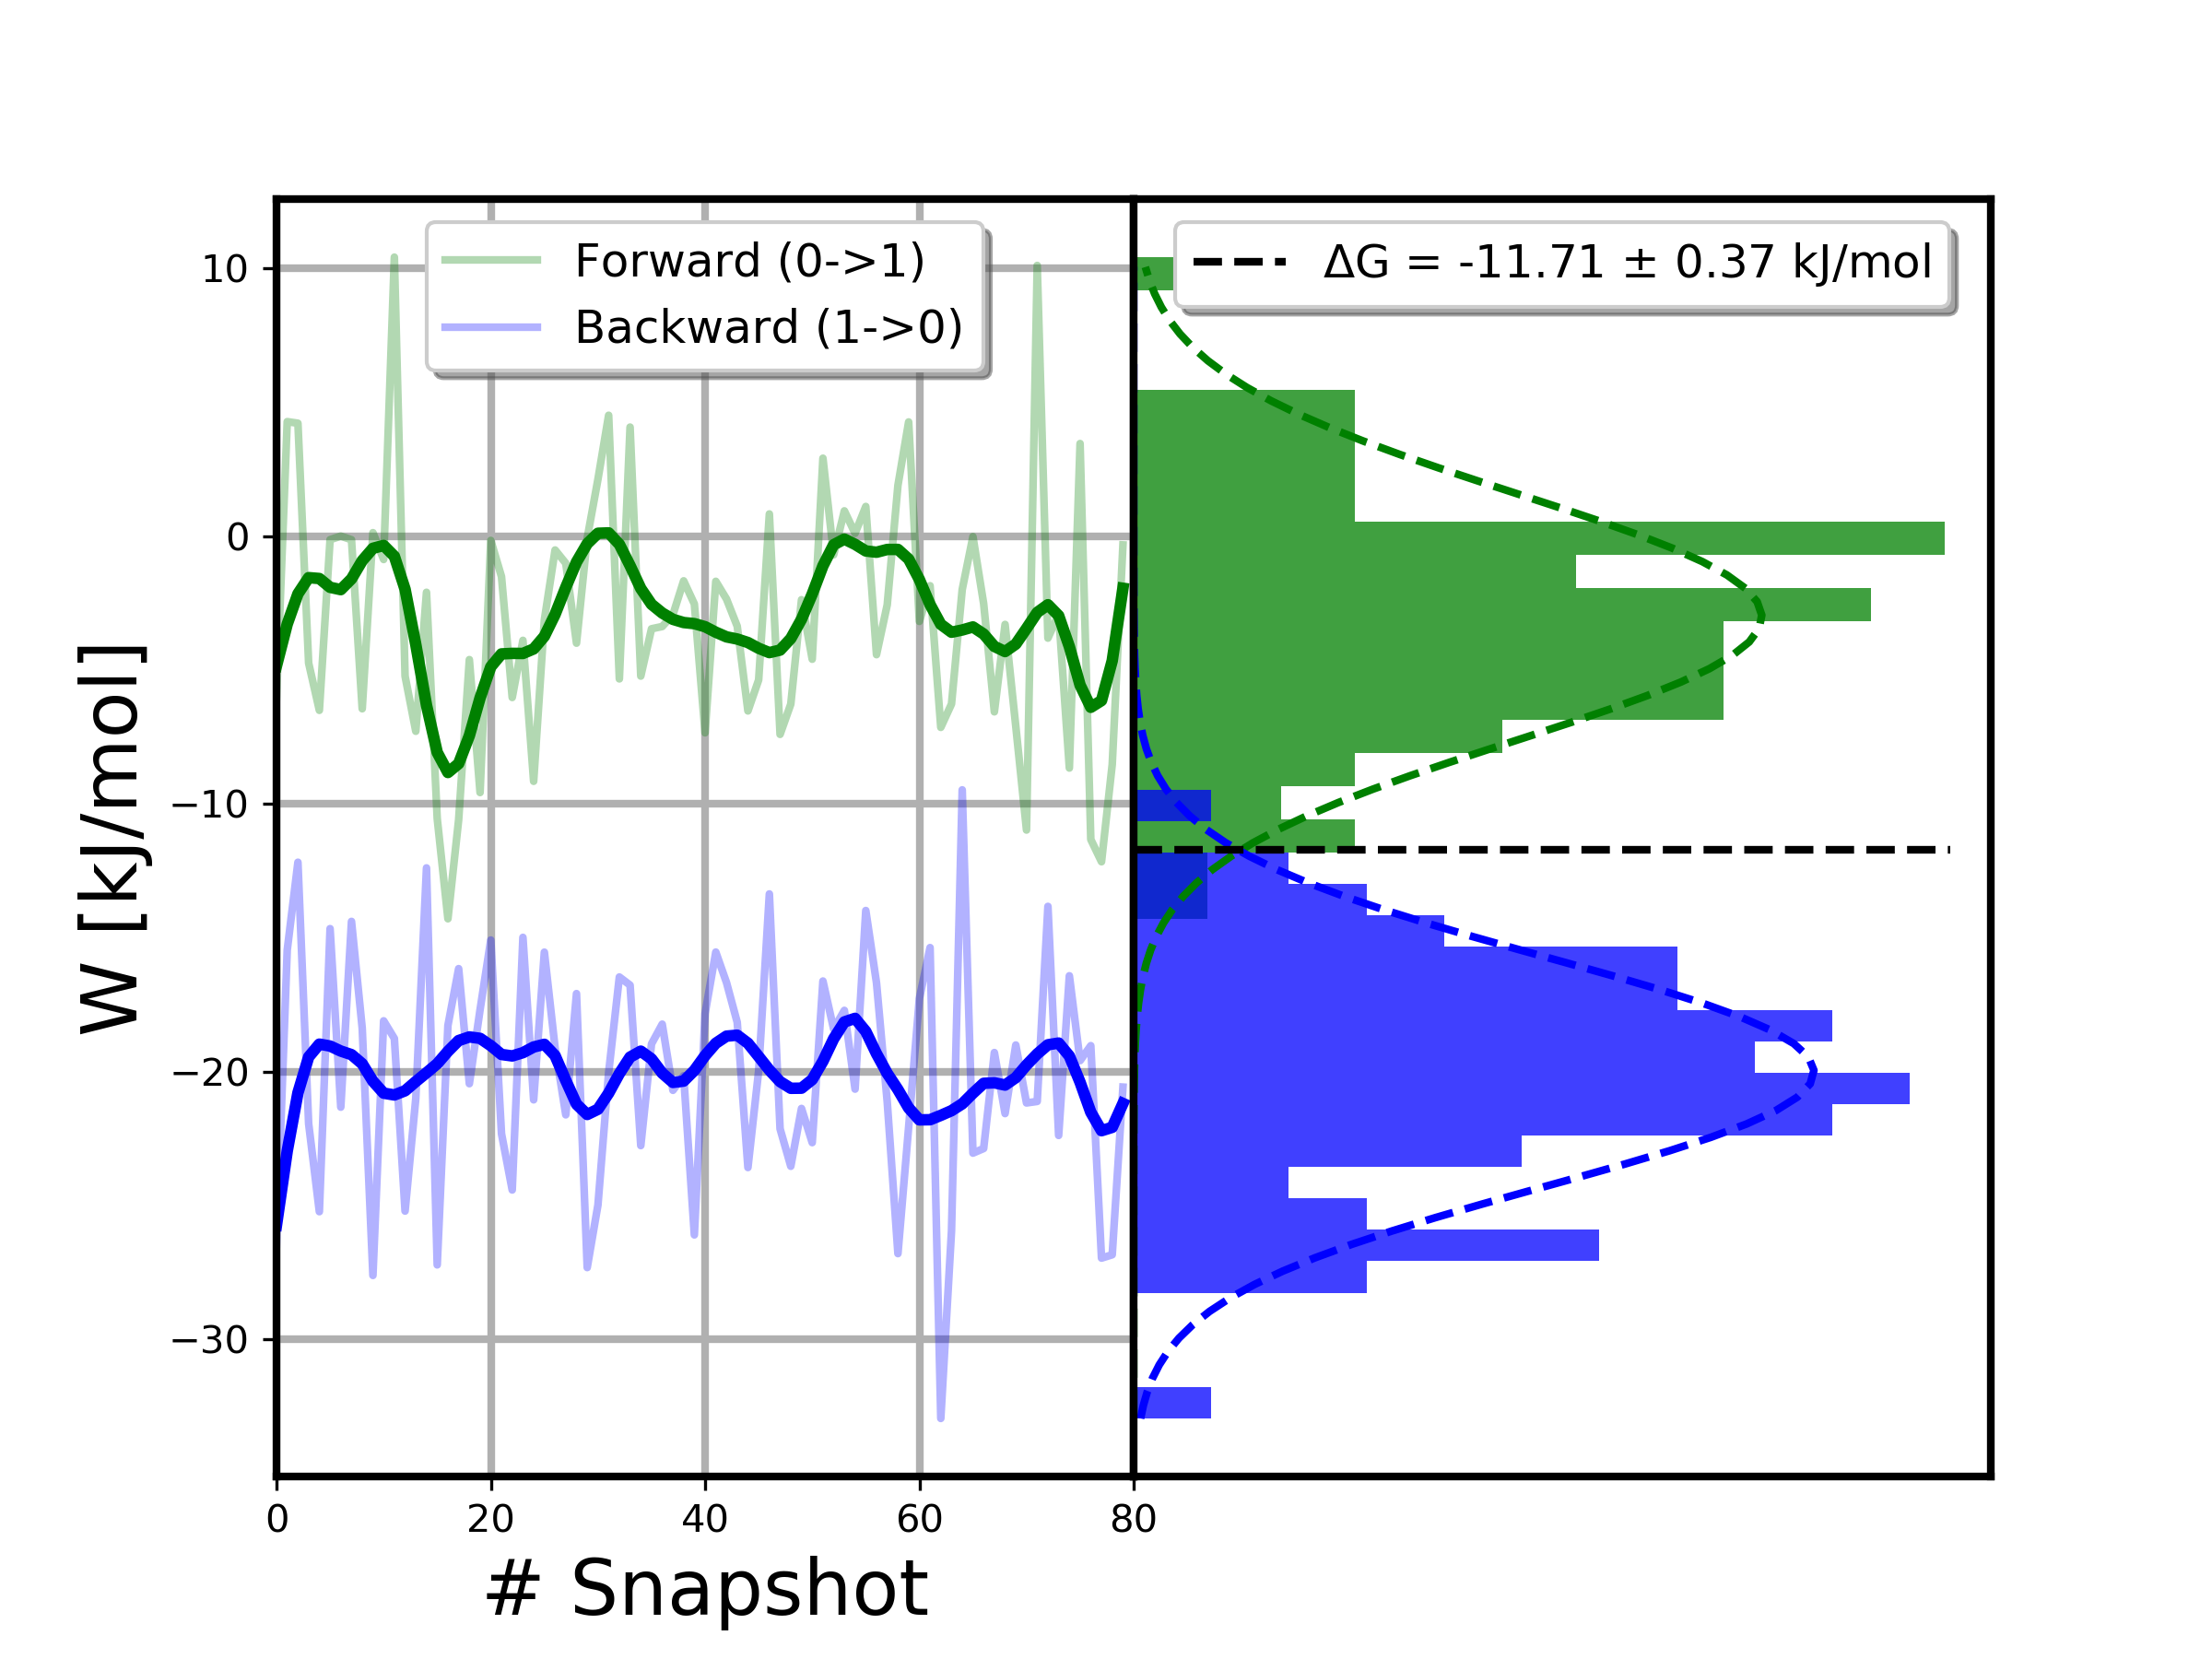 Forward (0->1)
Backward (1->0)
ΔG = -11.71 ± 0.37 kJ/mol
10
0
−10
−20
−30
W [kJ/mol]
0
20
40
60
80
# Snapshot